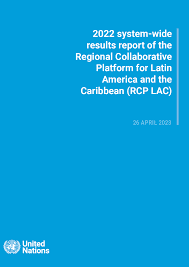 2022 system-wide
results report of the
Regional Collaborative
Platform for Latin
America and the
Caribbean (RCP LAC)
26 APRIL 2023
United
Nations